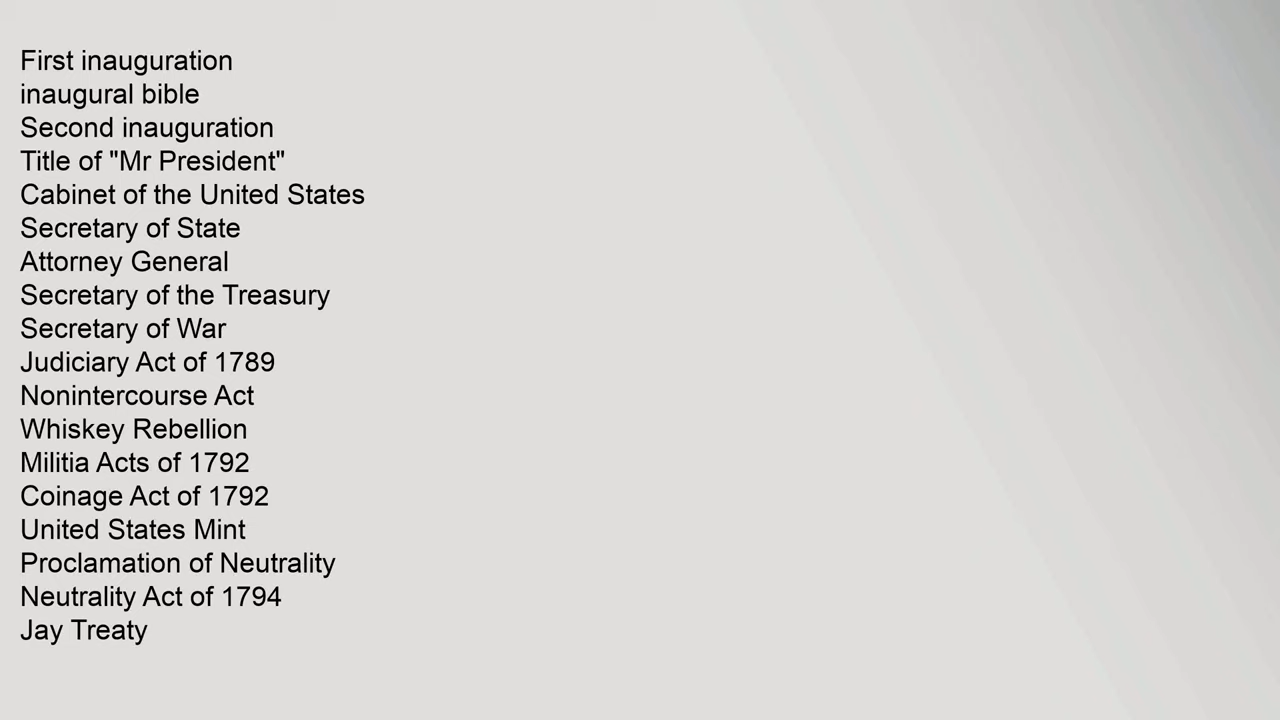 First inauguration
inaugural bible
Second inauguration
Title of "Mr President"
Cabinet of the United States
Secretary of State
Attorney General
Secretary of the Treasury
Secretary of War
Judiciary Act of 1789
Nonintercourse Act
Whiskey Rebellion
Militia Acts of 1792
Coinage Act of 1792
United States Mint
Proclamation of Neutrality
Neutrality Act of 1794
Jay Treaty